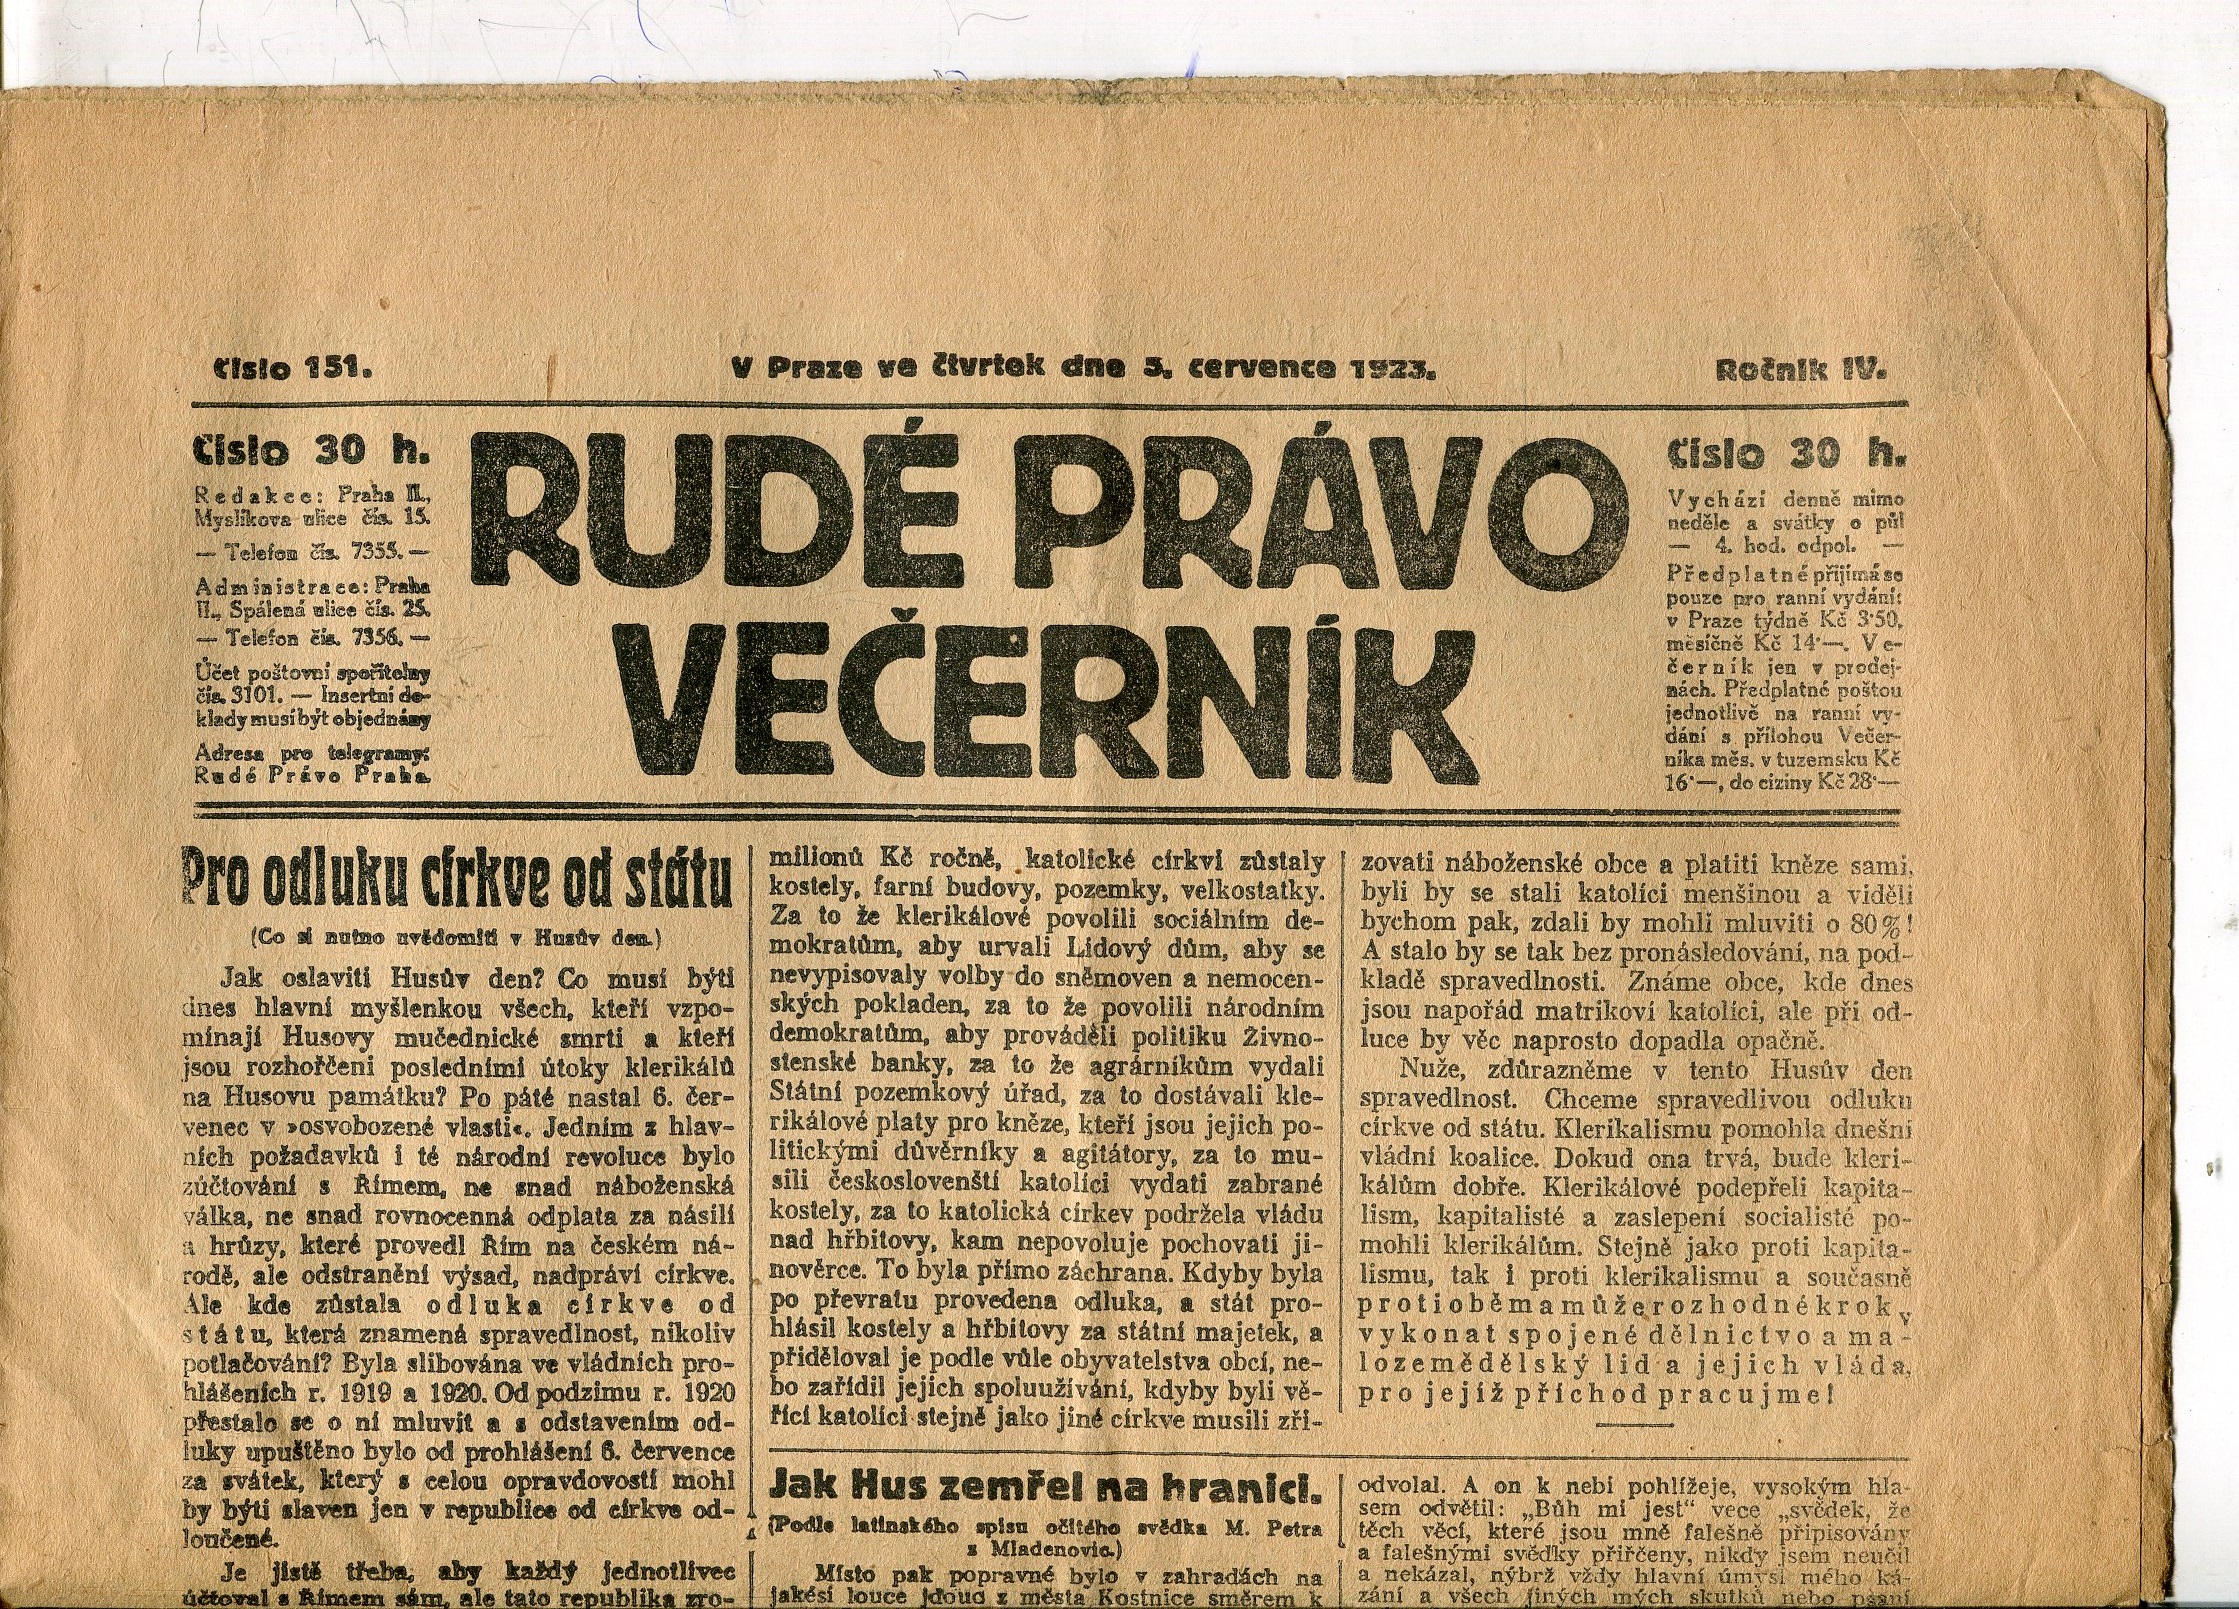 Číslo 151.
V Praze ve čtvrtek dne 5. července 1923.
Ročník IV.
Číslo 30 h.
Redakce: Praha II.,
Myslíkova ulice čís. 15.
— Telefon čís. 7355. —
Administrace: Praha
II., Spálená ulice čís. 25.
— Telefon čís. 7356. —
Účet poštovní spořitelny
čís. 3101. — Insertní do-
klady musí být objednány
Adresa pro telegramy:
Rudé Právo Praha.
RUDÉ PRÁVO
VEČERNÍK
Číslo 30 h.
Vychází denně mimo
neděle a svátky o půl
— 4. hod. odpol. —
Předplatné přijímá se
pouze pro ranní vydání:
v Praze týdně Kč 3·50,
měsíčně Kč 14·—. Ve-
černík jen v prodej-
nách. Předplatné poštou
jednotlivě na ranní vy-
dání s přílohou Večer-
níka měs. v tuzemsku Kč
16·—, do ciziny Kč 28·—
Pro odluku církve od státu
(Co si nutno uvědomiti v Husův den.)
Jak oslaviti Husův den? Co musí býti
dnes hlavní myšlenkou všech, kteří vzpo-
mínají Husovy mučednické smrti a kteří
jsou rozhořčeni posledními útoky klerikálů
na Husovu památku? Po páté nastal 6. čer-
venec v »osvobozené vlasti«. Jedním z hlav-
ních požadavků i té národní revoluce bylo
zúčtování s Římem, ne snad náboženská
válka, ne snad rovnocenná odplata za násilí
a hrůzy, které provedl Řím na českém ná-
rodě, ale odstranění výsad, nadpráví církve.
Ale kde zůstala odluka církve od
státu, která znamená spravedlnost, nikoliv
potlačování? Byla slibována ve vládních pro-
hlášeních r. 1919 a 1920. Od podzimu r. 1920
přestalo se o ní mluvit a s odstavením od-
luky upuštěno bylo od prohlášení 6. července
za svátek, který s celou opravdovostí mohl
by býti slaven jen v republice od církve od-
loučené.
Je jistě třeba, aby každý jednotlivec
účtoval s Římem sám, ale tato republika zro-
milionů Kč ročně, katolické církvi zůstaly
kostely, farní budovy, pozemky, velkostatky.
Za to že klerikálové povolili sociálním de-
mokratům, aby urvali Lidový dům, aby se
nevypisovaly volby do sněmoven a nemocen-
ských pokladen, za to že povolili národním
demokratům, aby prováděli politiku Živno-
stenské banky, za to že agrárníkům vydali
Státní pozemkový úřad, za to dostávali kle-
rikálové platy pro kněze, kteří jsou jejich po-
litickými důvěrníky a agitátory, za to mu-
sili českoslovenští katolíci vydati zabrané
kostely, za to katolická církev podržela vládu
nad hřbitovy, kam nepovoluje pochovati ji-
nověrce. To byla přímo záchrana. Kdyby byla
po převratu provedena odluka, a stát pro-
hlásil kostely a hřbitovy za státní majetek, a
přiděloval je podle vůle obyvatelstva obcí, ne-
bo zařídil jejich spoluužívání, kdyby byli vě-
řící katolíci stejně jako jiné církve musili zři-
zovati náboženské obce a platiti kněze sami,
byli by se stali katolíci menšinou a viděli
bychom pak, zdali by mohli mluviti o 80%!
A stalo by se tak bez pronásledování, na pod-
kladě spravedlnosti. Známe obce, kde dnes
jsou napořád matrikoví katolíci, ale při od-
luce by věc naprosto dopadla opačně.
Nuže, zdůrazněme v tento Husův den
spravedlnost. Chceme spravedlivou odluku
církve od státu. Klerikalismu pomohla dnešní
vládní koalice. Dokud ona trvá, bude kleri-
kálům dobře. Klerikálové podepřeli kapita-
lism, kapitalisté a zaslepení socialisté po-
mohli klerikálům. Stejně jako proti kapita-
lismu, tak i proti klerikalismu a současně
proti oběma může rozhodné kroky
vykonat spojené dělnictvo a ma-
lozemědělský lid a jejich vláda,
pro jejíž příchod pracujme!
Jak Hus zemřel na hranici.
(Podle latinského spisu očitého svědka M. Petra
z Mladenovic.)
Místo pak popravné bylo v zahradách na
jakési louce jdouc z města Kostnice směrem k
odvolal. A on k nebi pohlížeje, vysokým hla-
sem odvětil: „Bůh mi jest“ vece „svědek, že
těch věcí, které jsou mně falešně připisovány
a falešnými svědky přiřčeny, nikdy jsem neučil
a nekázal, nýbrž vždy hlavní úmysl mého ká-
zání a všech jiných mých skutků nebo psaní